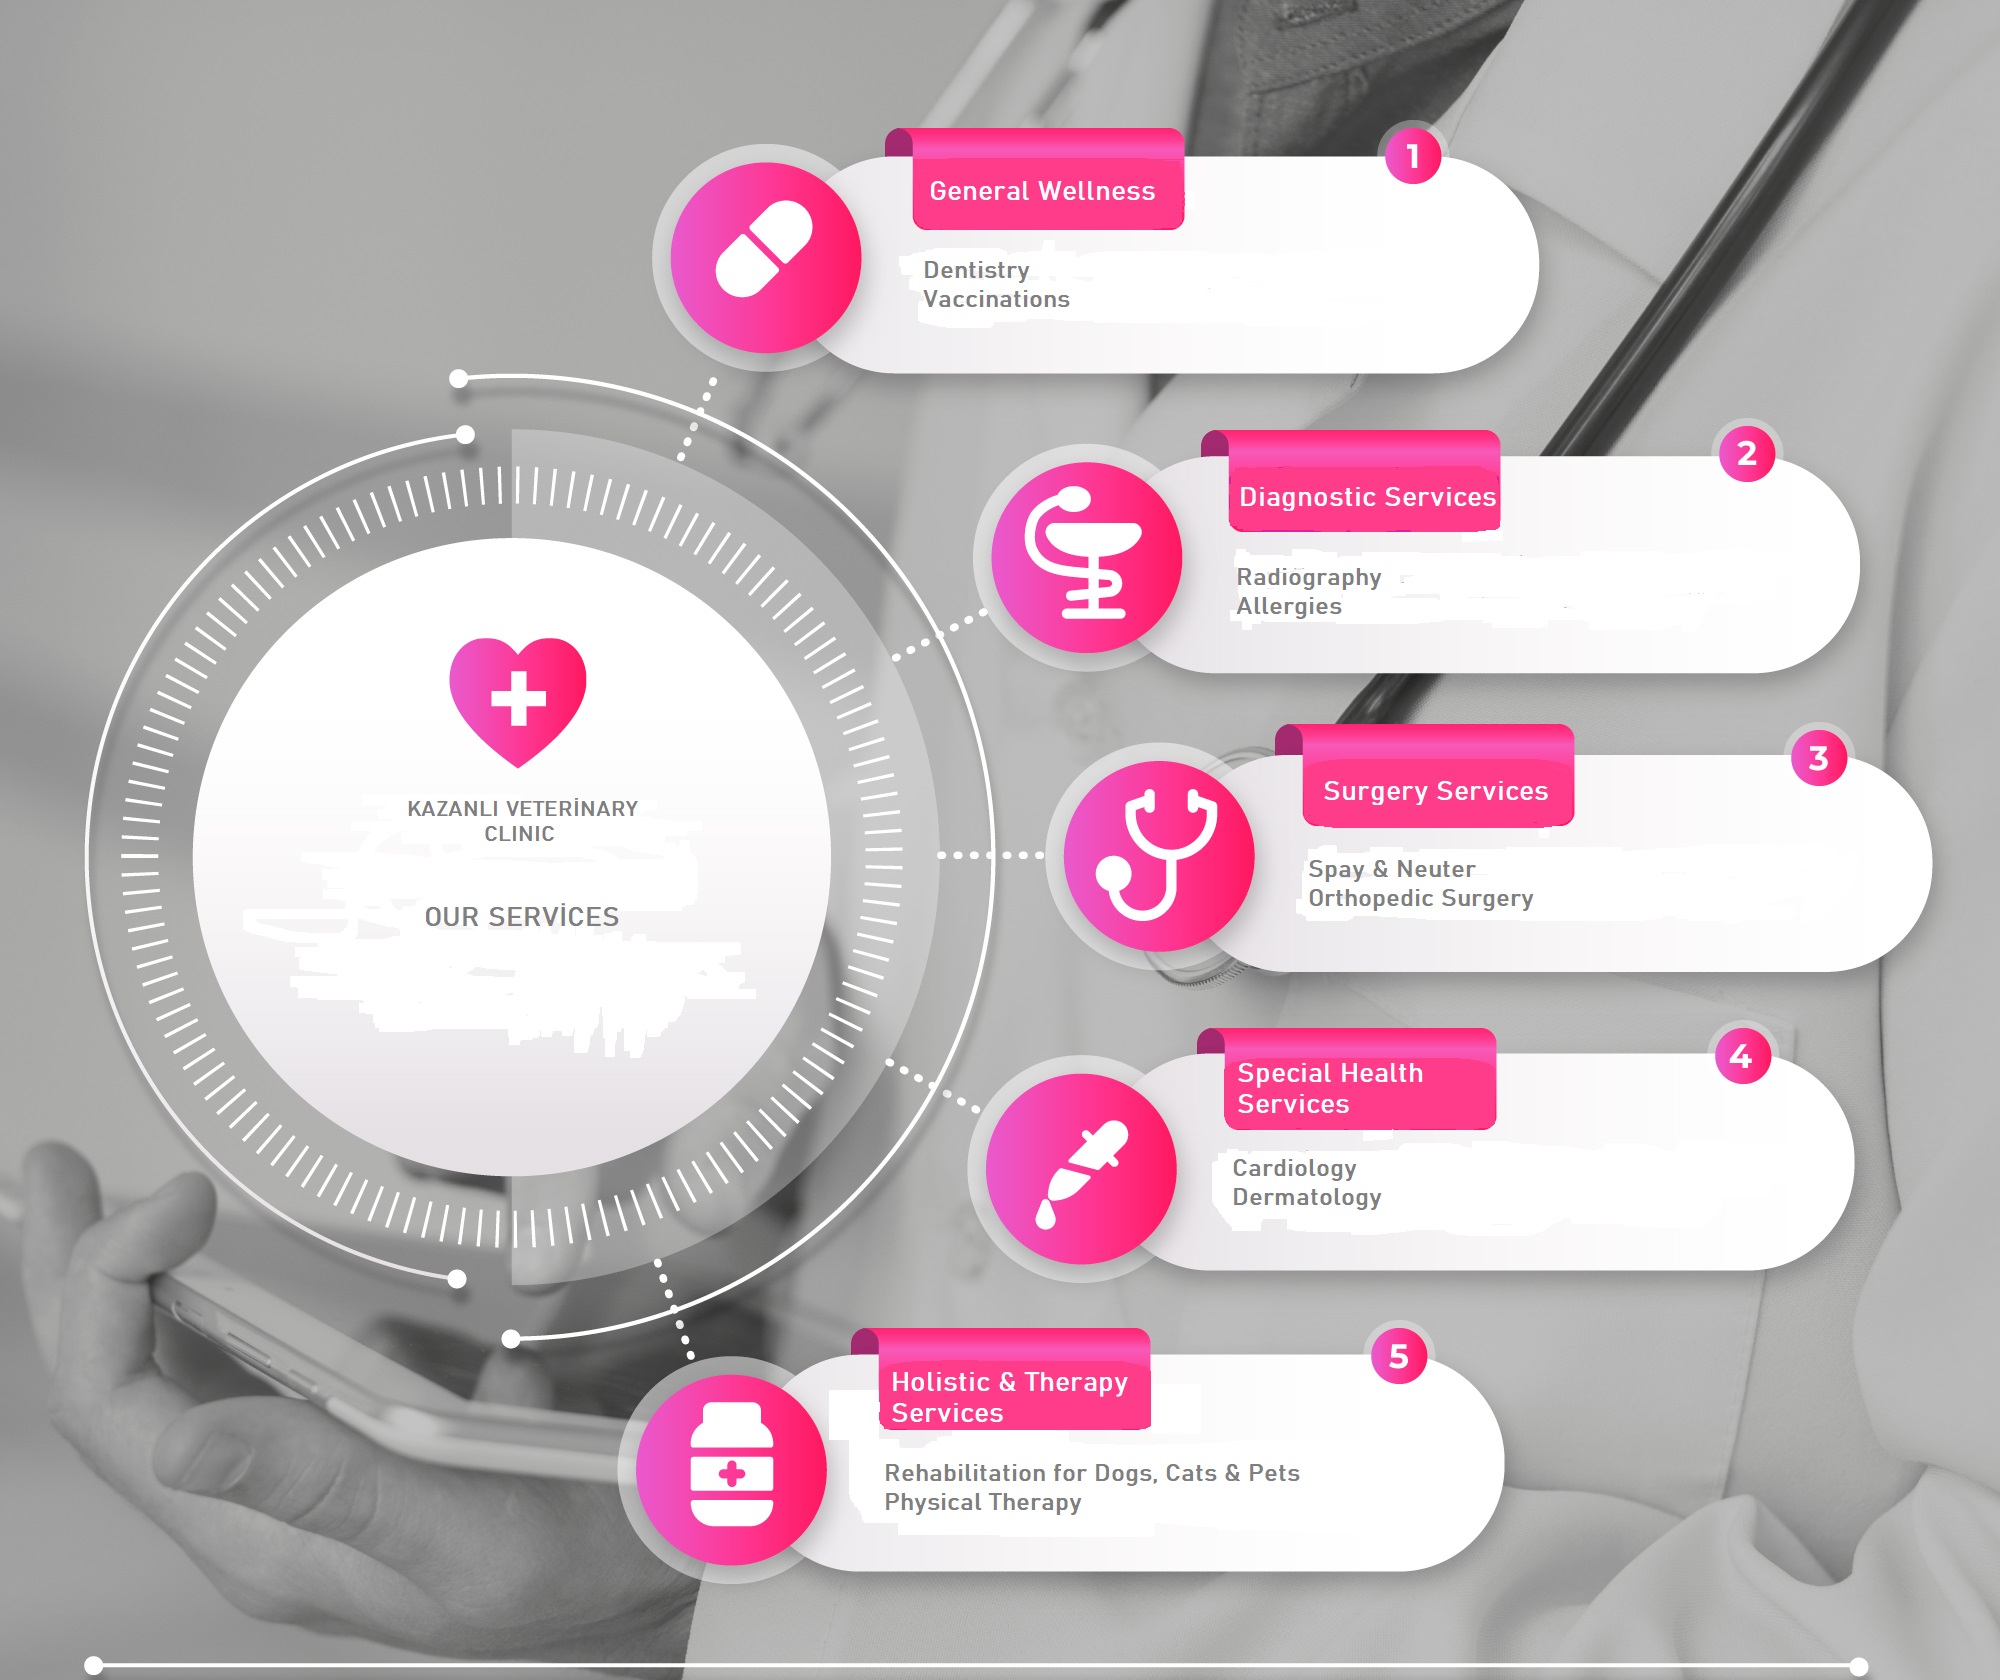 KAZANLI VETERİNARY
CLINIC
OUR SERVİCES
1
General Wellness
Dentistry
Vaccinations
2
Diagnostic Services
Radiography
Allergies
3
Surgery Services
Spay & Neuter
Orthopedic Surgery
4
Special Health
Services
Cardiology
Dermatology
5
Holistic & Therapy
Services
Rehabilitation for Dogs, Cats & Pets
Physical Therapy